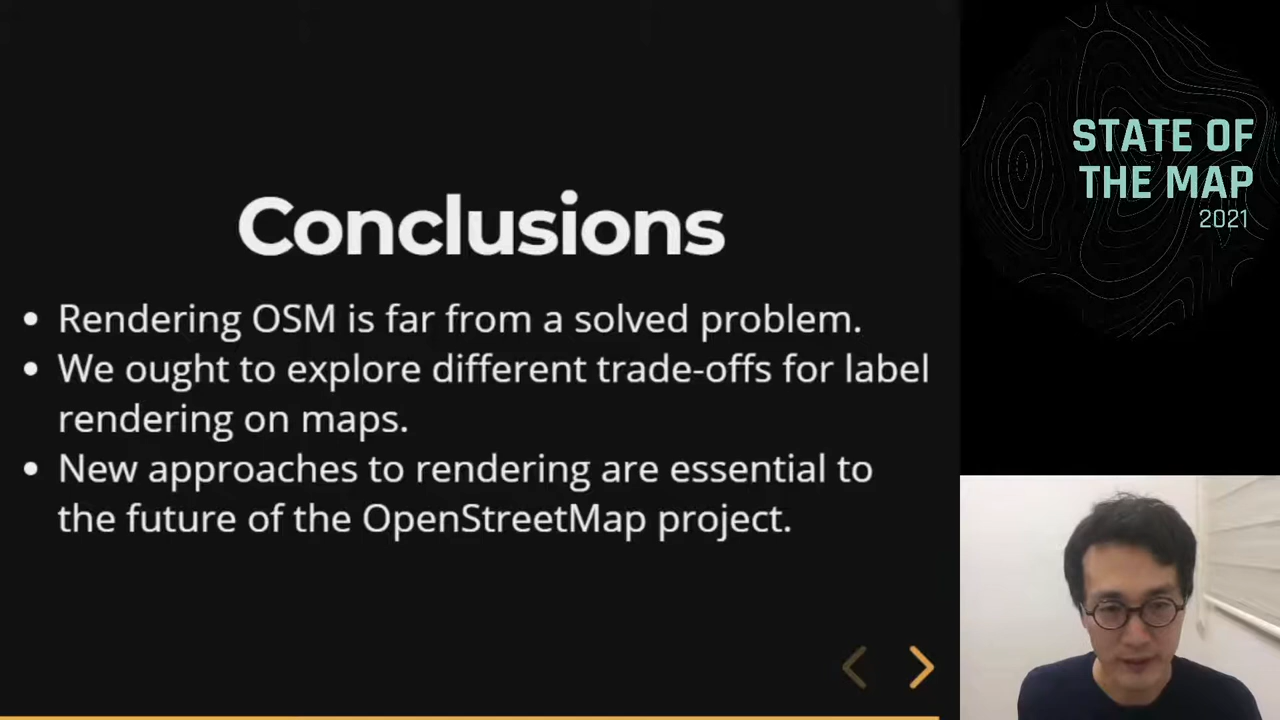 Conclusions
• Rendering OSM is far from a solved problem.
• We ought to explore different trade-offs for label
rendering on maps.
• New approaches to rendering are essential to
the future of the OpenStreetMap project.
STATE OF
THE MAP
2021